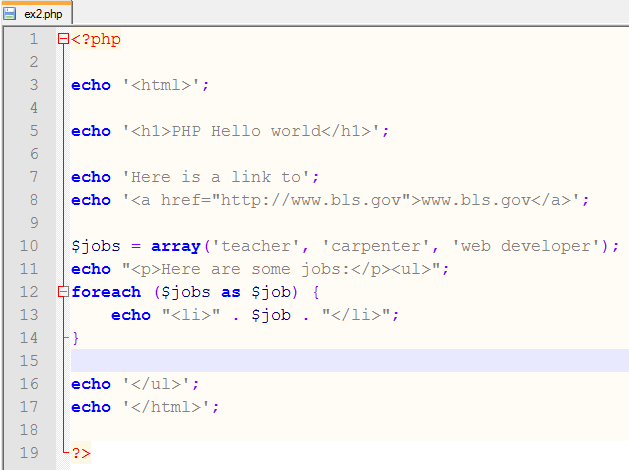 ex2.php
1 <?php
2
3 echo '<html>';
4
5 echo '<h1>PHP Hello world</h1>';
6
7 echo 'Here is a link to';
8 echo '<a href="http://www.bls.gov">www.bls.gov</a>';
9
10 $jobs = array('teacher', 'carpenter', 'web developer');
11 echo "<p>Here are some jobs:</p><ul>";
12 foreach ($jobs as $job) {
13     echo "<li>" . $job . "</li>";
14 }
15
16 echo '</ul>';
17 echo '</html>';
18
19 ?>